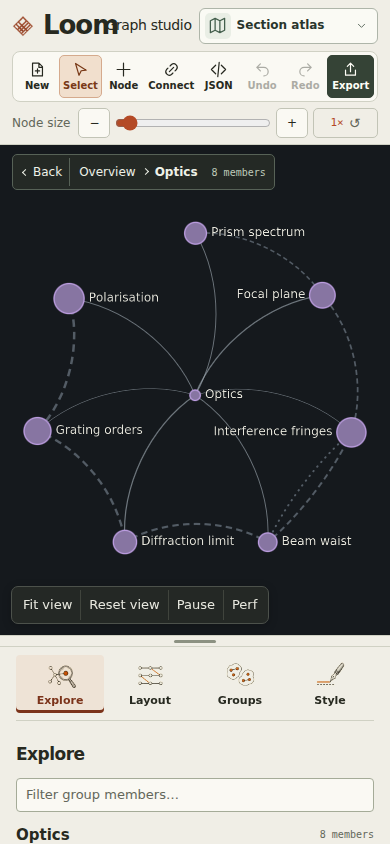 Loom Graph studio Section atlas
New Select Node Connect JSON Undo Redo Export
Node size − + 1× ↺
‹ Back Overview › Optics 8 members
Prism spectrum
Focal plane
Polarisation
Optics
Grating orders
Interference fringes
Diffraction limit
Beam waist
Fit view Reset view Pause Perf
Explore Layout Groups Style
Explore
Filter group members…
Optics 8 members